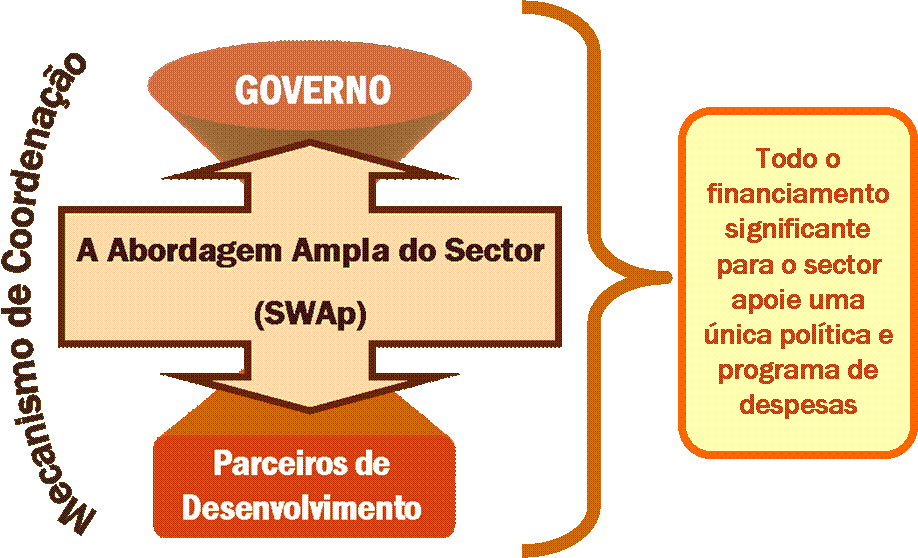 Mecanismo de Coordenação
GOVERNO
A Abordagem Ampla do Sector
(SWAp)
Parceiros de
Desenvolvimento
Todo o
financiamento
significante
para o sector
apoie uma
única política e
programa de
despesas